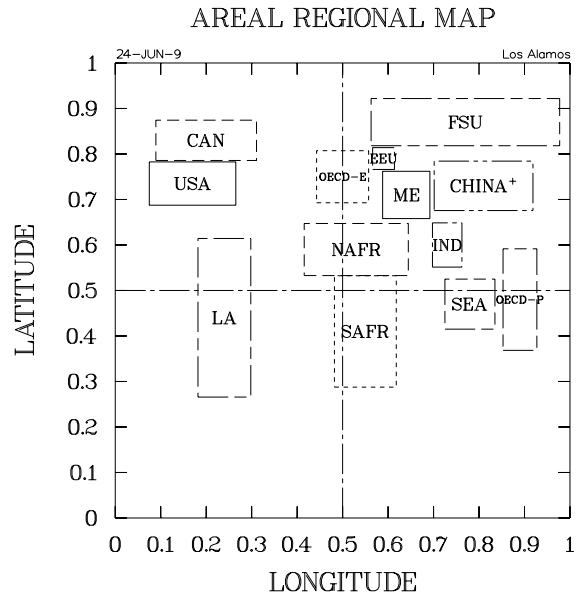 AREAL REGIONAL MAP
24-JUN-9 Los Alamos
1
0.9
0.8
0.7
0.6
0.5
0.4
0.3
0.2
0.1
0
LATITUDE
FSU
CAN
EEU
OECD-E
USA
ME
CHINA+
NAFR
IND
LA
SAFR
SEA
OECD-P
0 0.1 0.2 0.3 0.4 0.5 0.6 0.7 0.8 0.9 1
LONGITUDE